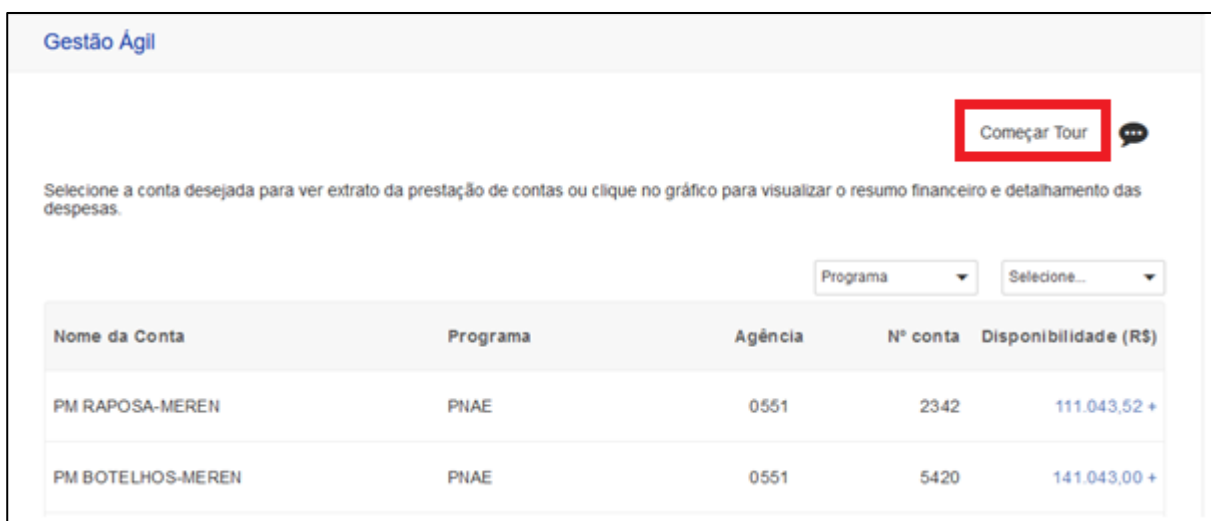 Gestão Ágil
Começar Tour
Selecione a conta desejada para ver extrato da prestação de contas ou clique no gráfico para visualizar o resumo financeiro e detalhamento das
despesas.
Programa Selecione...
Nome da Conta Programa Agência Nº conta Disponibilidade (R$)
PM RAPOSA-MEREN PNAE 0551 2342 111.043,52 +
PM BOTELHOS-MEREN PNAE 0551 5420 141.043,00 +